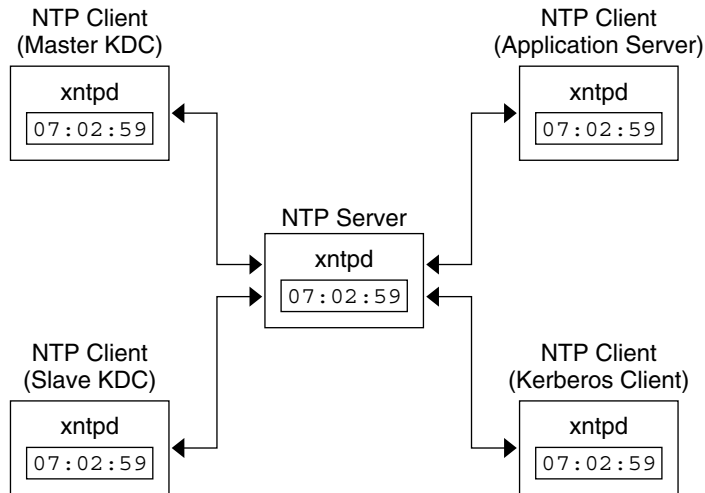 NTP Client
(Master KDC)
xntpd
07:02:59
NTP Client
(Application Server)
xntpd
07:02:59
NTP Server
xntpd
07:02:59
NTP Client
(Slave KDC)
xntpd
07:02:59
NTP Client
(Kerberos Client)
xntpd
07:02:59